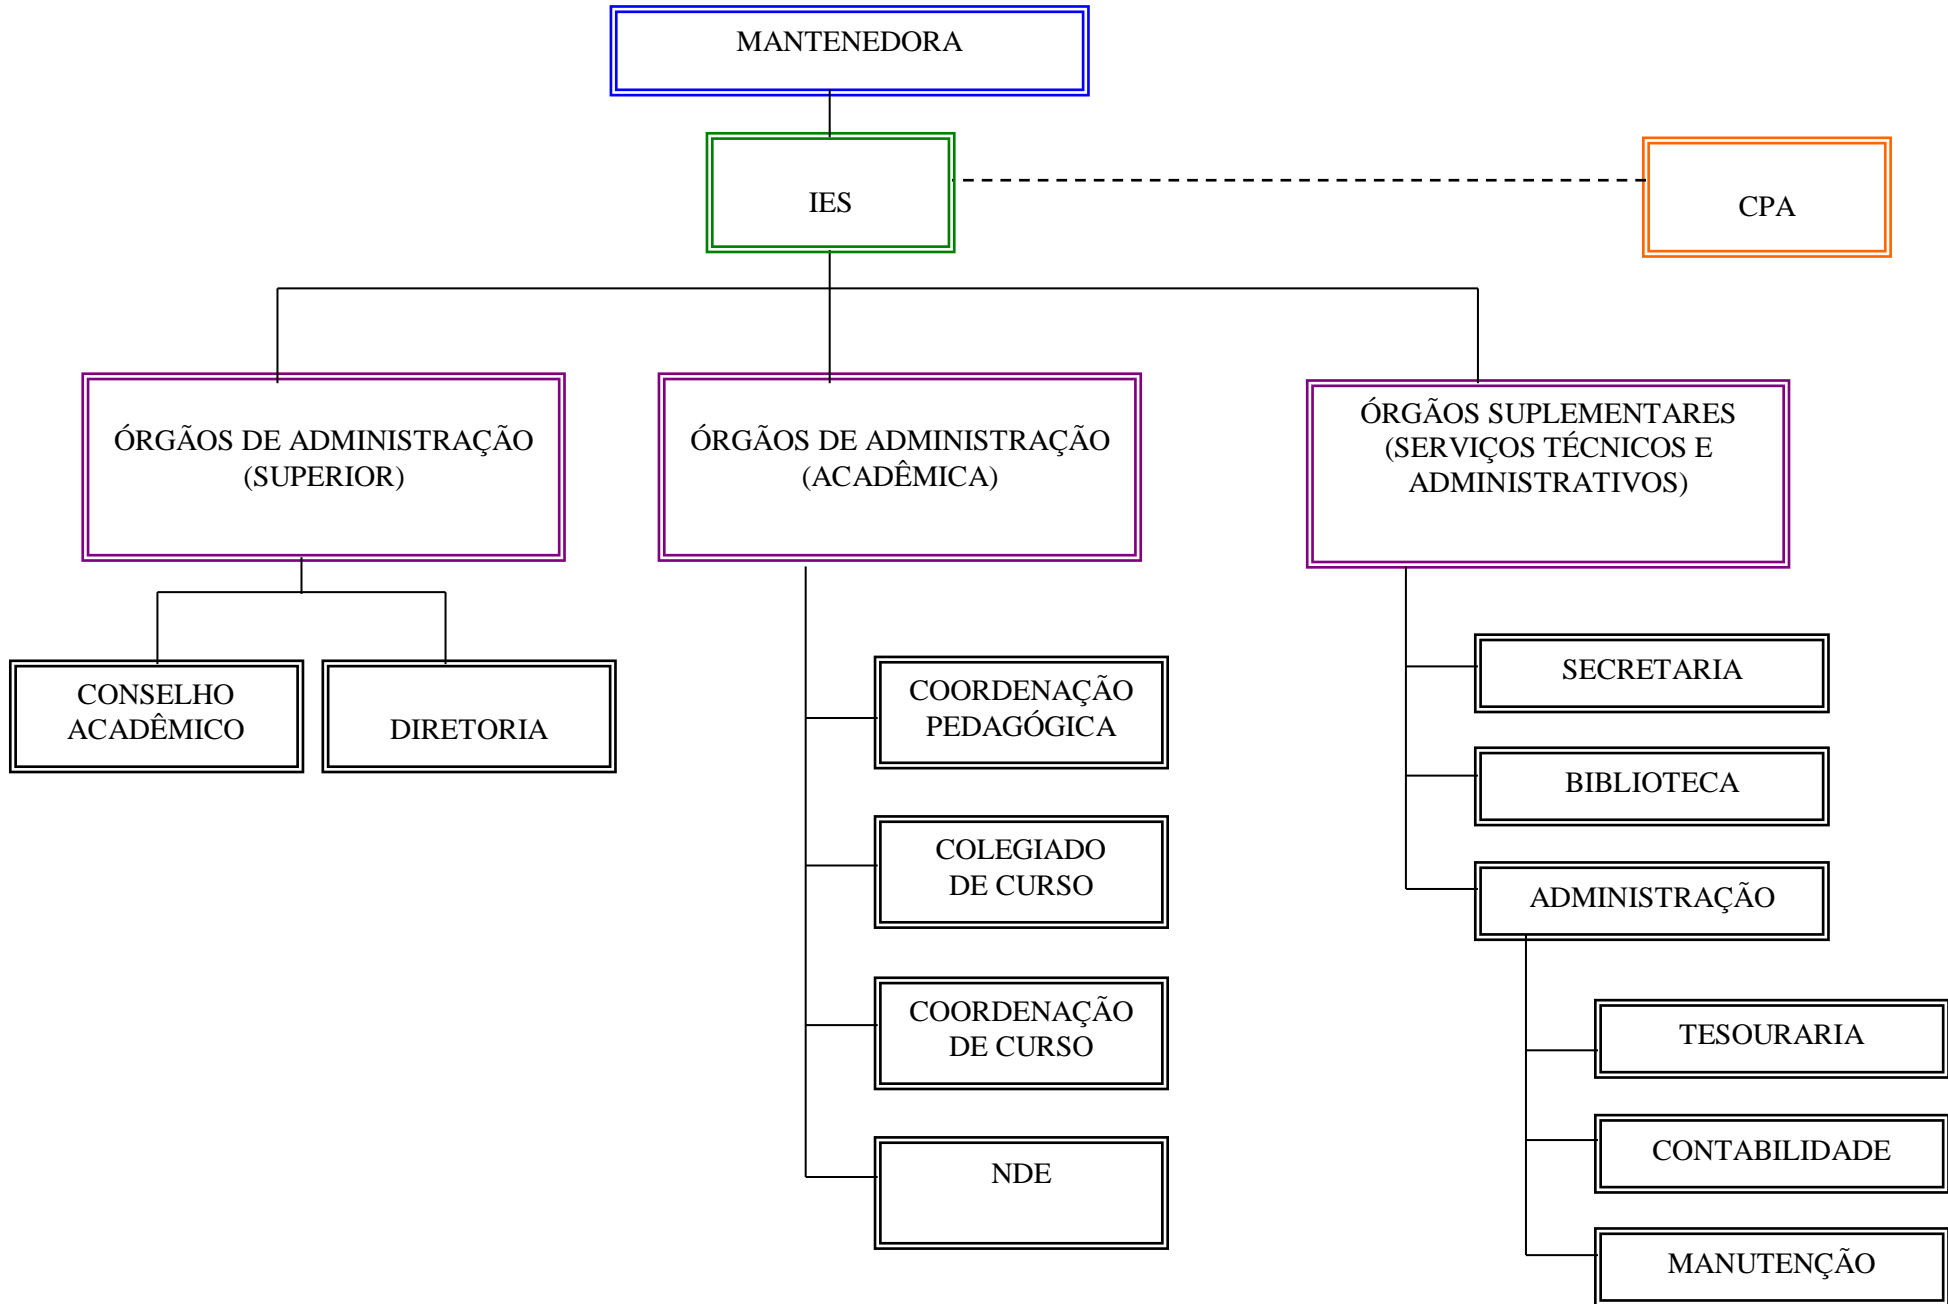 MANTENEDORA
IES
CPA
ÓRGÃOS DE ADMINISTRAÇÃO
(SUPERIOR)
ÓRGÃOS DE ADMINISTRAÇÃO
(ACADÊMICA)
ÓRGÃOS SUPLEMENTARES
(SERVIÇOS TÉCNICOS E
ADMINISTRATIVOS)
CONSELHO
ACADÊMICO
DIRETORIA
COORDENAÇÃO
PEDAGÓGICA
COLEGIADO
DE CURSO
COORDENAÇÃO
DE CURSO
NDE
SECRETARIA
BIBLIOTECA
ADMINISTRAÇÃO
TESOURARIA
CONTABILIDADE
MANUTENÇÃO